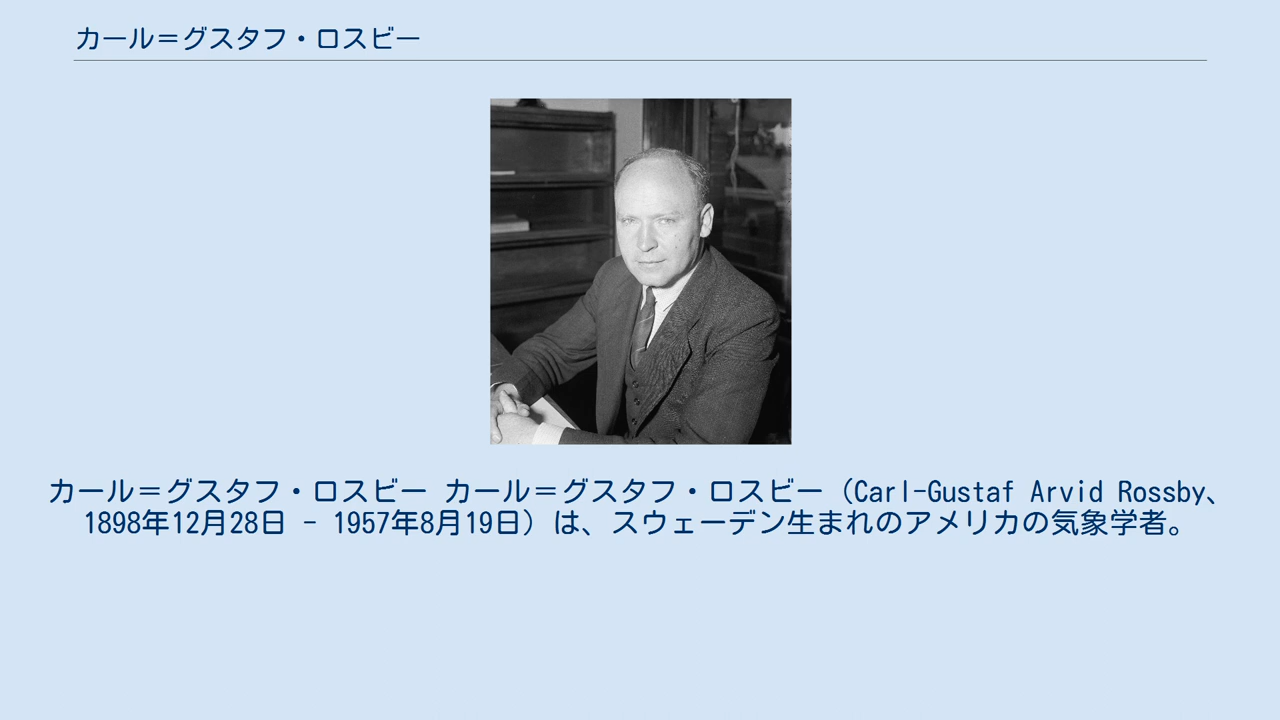 カール＝グスタフ・ロスビー
カール＝グスタフ・ロスビー カール＝グスタフ・ロスビー（Carl-Gustaf Arvid Rossby、
1898年12月28日 - 1957年8月19日）は、スウェーデン生まれのアメリカの気象学者。